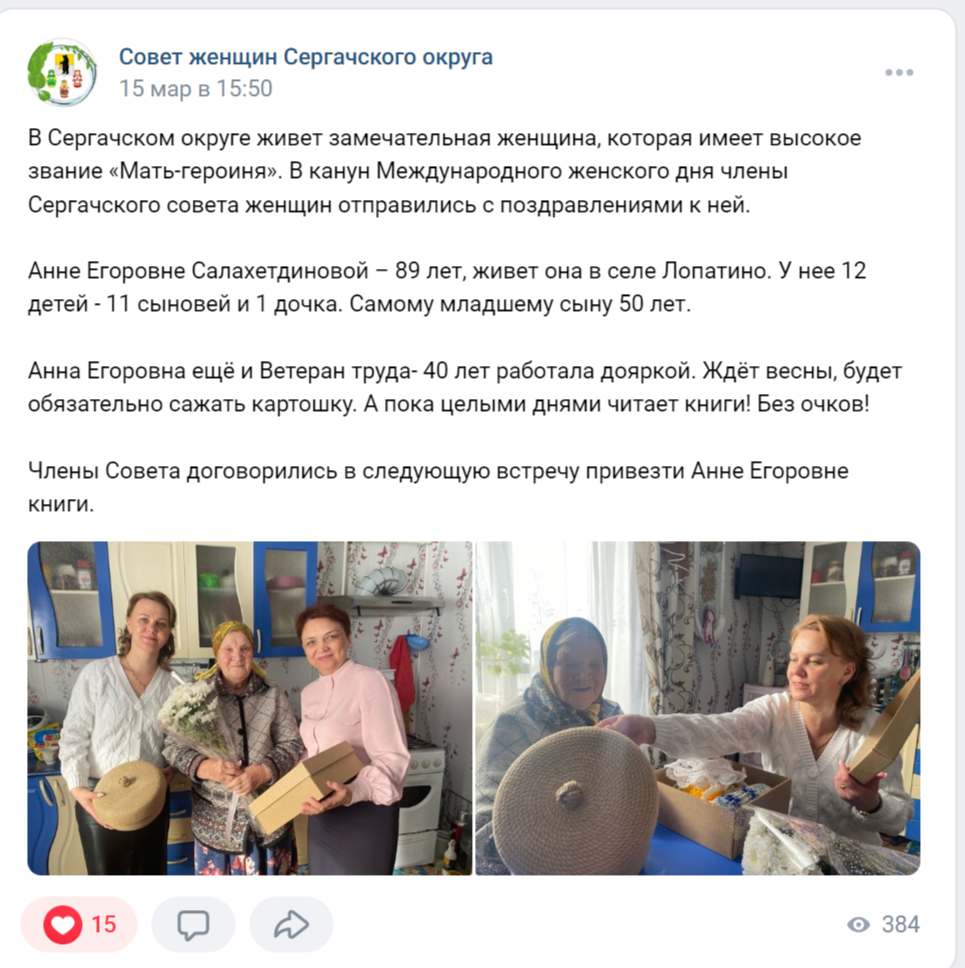 Совет женщин Сергачского округа
15 мар в 15:50
В Сергачском округе живет замечательная женщина, которая имеет высокое
звание «Мать-героиня». В канун Международного женского дня члены
Сергачского совета женщин отправились с поздравлениями к ней.
Анне Егоровне Салахетдиновой – 89 лет, живет она в селе Лопатино. У нее 12
детей - 11 сыновей и 1 дочка. Самому младшему сыну 50 лет.
Анна Егоровна ещё и Ветеран труда- 40 лет работала дояркой. Ждёт весны, будет
обязательно сажать картошку. А пока целыми днями читает книги! Без очков!
Члены Совета договорились в следующую встречу привезти Анне Егоровне
книги.
15
384